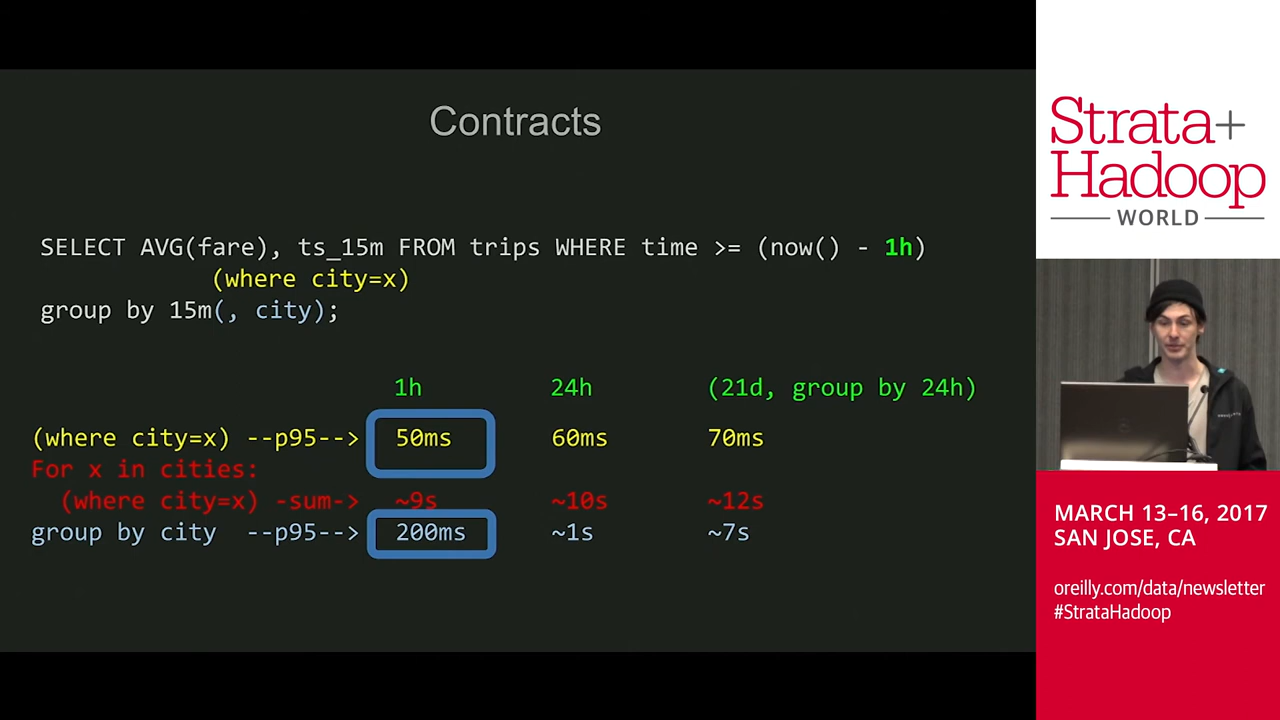 Contracts
SELECT AVG(fare), ts_15m FROM trips WHERE time >= (now() - 1h)
(where city=x)
group by 15m(, city);
1h 24h (21d, group by 24h)
(where city=x) --p95--> 50ms 60ms 70ms
For x in cities:
(where city=x) -sum-> ~9s ~10s ~12s
group by city --p95--> 200ms ~1s ~7s
Strata+
Hadoop
WORLD
MARCH 13–16, 2017
SAN JOSE, CA
oreilly.com/data/newsletter
#StrataHadoop